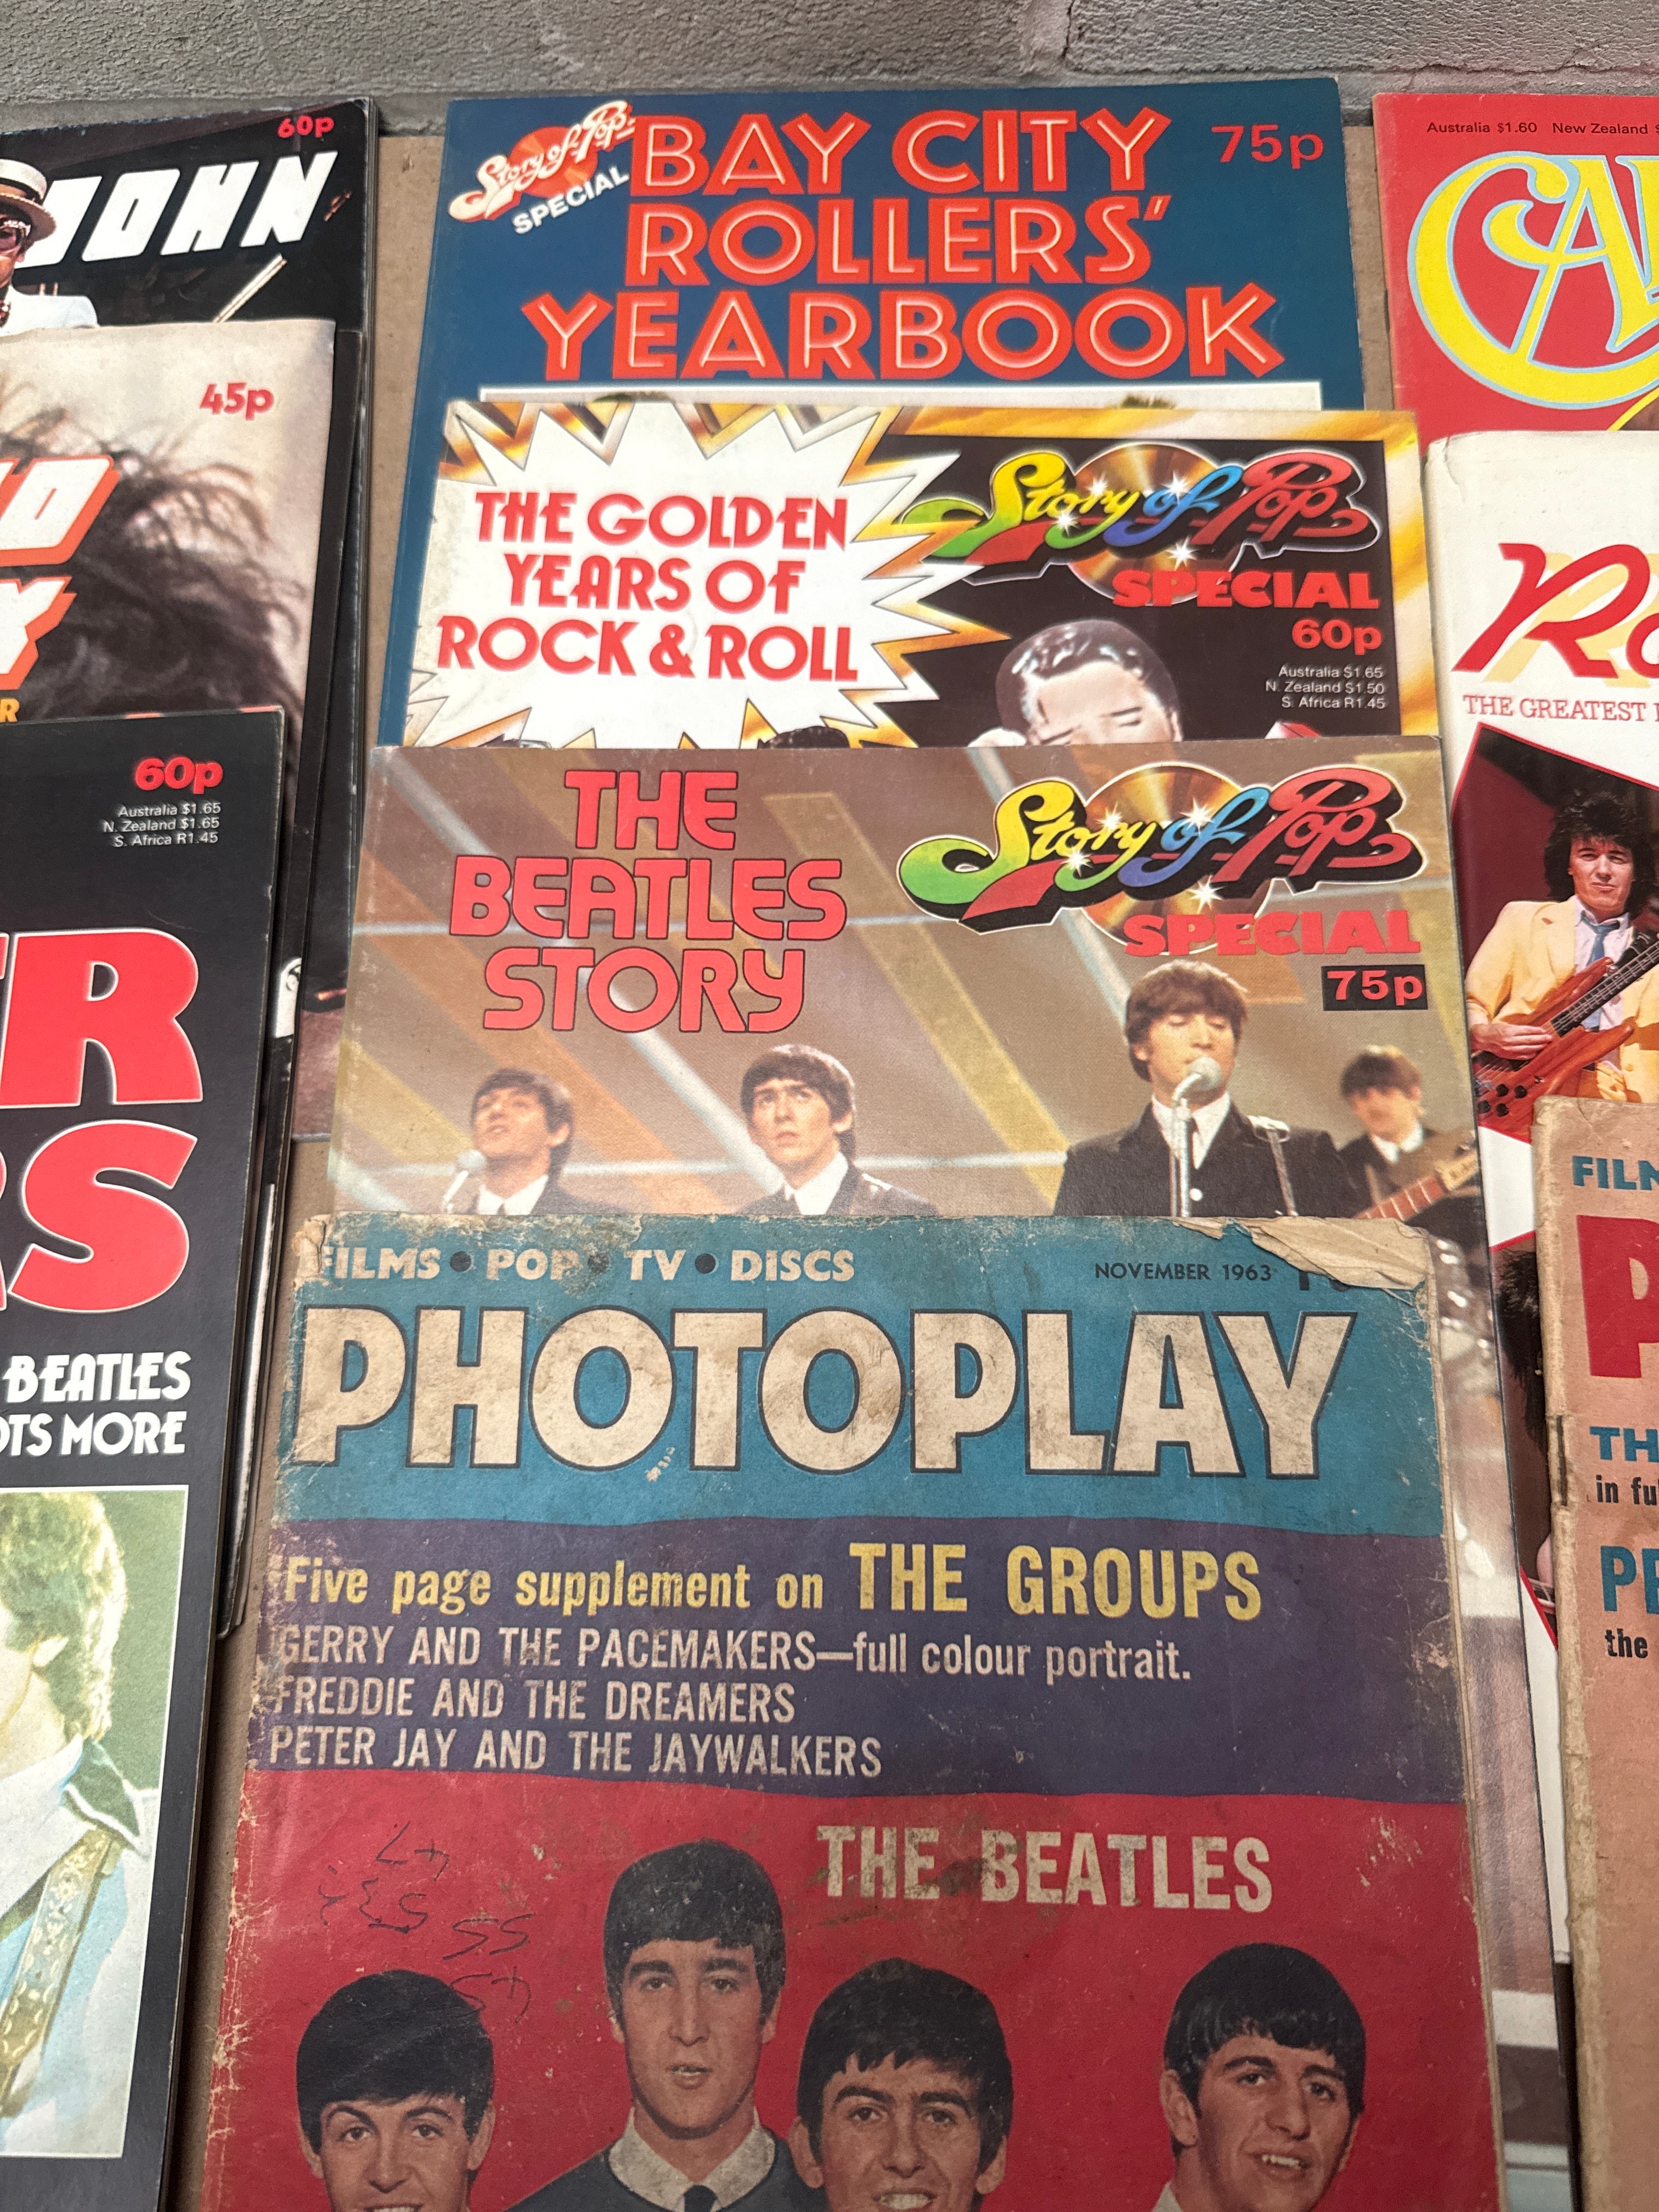 60p
JOHN
45p
60p
Australia $1.65
N. Zealand $1.65
S. Africa R1.45
BEATLES
MORE
Story of Pop
SPECIAL
BAY CITY
ROLLERS'
YEARBOOK
75p
THE GOLDEN
YEARS OF
ROCK & ROLL
Story of Pop
SPECIAL
60p
Australia $1.65
N. Zealand $1.50
S. Africa R1.45
THE
BEATLES
STORY
Story of Pop
SPECIAL
75p
FILMS • POP • TV • DISCS
NOVEMBER 1963
PHOTOPLAY
Five page supplement on THE GROUPS
GERRY AND THE PACEMAKERS—full colour portrait.
FREDDIE AND THE DREAMERS
PETER JAY AND THE JAYWALKERS
THE BEATLES
Australia $1.60 New Zealand
THE GREATEST
in
the